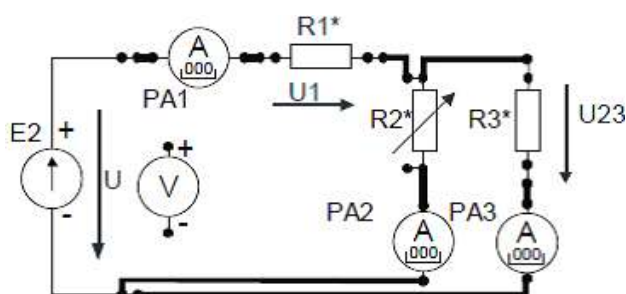 R1*
A
000
PA1
U1
E2
+
-
U
+
V
-
R2*
R3*
U23
PA2
PA3
A
000
A
000